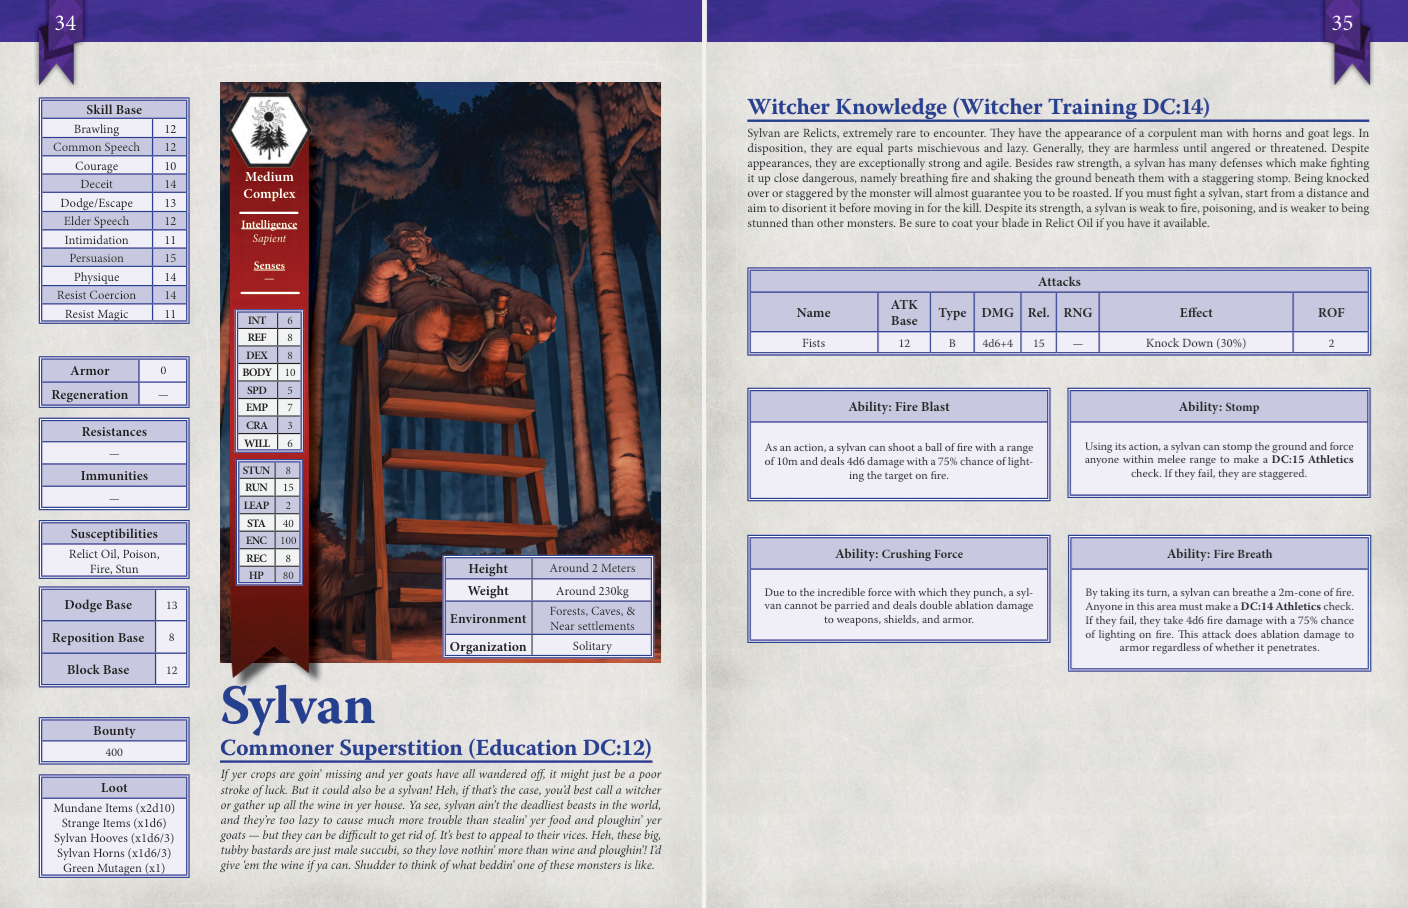 34
Skill Base
Brawling 12
Common Speech 12
Courage 10
Deceit 14
Dodge/Escape 13
Elder Speech 12
Intimidation 11
Persuasion 15
Physique 14
Resist Coercion 14
Resist Magic 11
Armor 0
Regeneration —
Resistances
—
Immunities
—
Susceptibilities
Relict Oil, Poison,
Fire, Stun
Dodge Base 13
Reposition Base 8
Block Base 12
Bounty
400
Loot
Mundane Items (x2d10)
Strange Items (x1d6)
Sylvan Hooves (x1d6/3)
Sylvan Horns (x1d6/3)
Green Mutagen (x1)
Medium
Complex
Intelligence
Sapient
Senses
—
INT 6
REF 8
DEX 8
BODY 10
SPD 5
EMP 7
CRA 3
WILL 6
STUN 8
RUN 15
LEAP 2
STA 40
ENC 100
REC 8
HP 80
Height Around 2 Meters
Weight Around 230kg
Environment Forests, Caves, &
Near settlements
Organization Solitary
Sylvan
Commoner Superstition (Education DC:12)
If yer crops are goin’ missing and yer goats have all wandered off, it might just be a poor
stroke of luck. But it could also be a sylvan! Heh, if that’s the case, you’d best call a witcher
or gather up all the wine in yer house. Ya see, sylvan ain’t the deadliest beasts in the world,
and they’re too lazy to cause much more trouble than stealin’ yer food and ploughin’ yer
goats — but they can be difficult to get rid of. It’s best to appeal to their vices. Heh, these big,
tubby bastards are just male succubi, so they love nothin’ more than wine and ploughin’! I’d
give ’em the wine if ya can. Shudder to think of what beddin’ one of these monsters is like.
35
Witcher Knowledge (Witcher Training DC:14)
Sylvan are Relicts, extremely rare to encounter. They have the appearance of a corpulent man with horns and goat legs. In
disposition, they are equal parts mischievous and lazy. Generally, they are harmless until angered or threatened. Despite
appearances, they are exceptionally strong and agile. Besides raw strength, a sylvan has many defenses which make fighting
it up close dangerous, namely breathing fire and shaking the ground beneath them with a staggering stomp. Being knocked
over or staggered by the monster will almost guarantee you to be roasted. If you must fight a sylvan, start from a distance and
aim to disorient it before moving in for the kill. Despite its strength, a sylvan is weak to fire, poisoning, and is weaker to being
stunned than other monsters. Be sure to coat your blade in Relict Oil if you have it available.
Attacks
Name ATK Base Type DMG Rel. RNG Effect ROF
Fists 12 B 4d6+4 15 — Knock Down (30%) 2
Ability: Fire Blast
As an action, a sylvan can shoot a ball of fire with a range
of 10m and deals 4d6 damage with a 75% chance of light-
ing the target on fire.
Ability: Stomp
Using its action, a sylvan can stomp the ground and force
anyone within melee range to make a DC:15 Athletics
check. If they fail, they are staggered.
Ability: Crushing Force
Due to the incredible force with which they punch, a syl-
van cannot be parried and deals double ablation damage
to weapons, shields, and armor.
Ability: Fire Breath
By taking its turn, a sylvan can breathe a 2m-cone of fire.
Anyone in this area must make a DC:14 Athletics check.
If they fail, they take 4d6 fire damage with a 75% chance
of lighting on fire. This attack does ablation damage to
armor regardless of whether it penetrates.